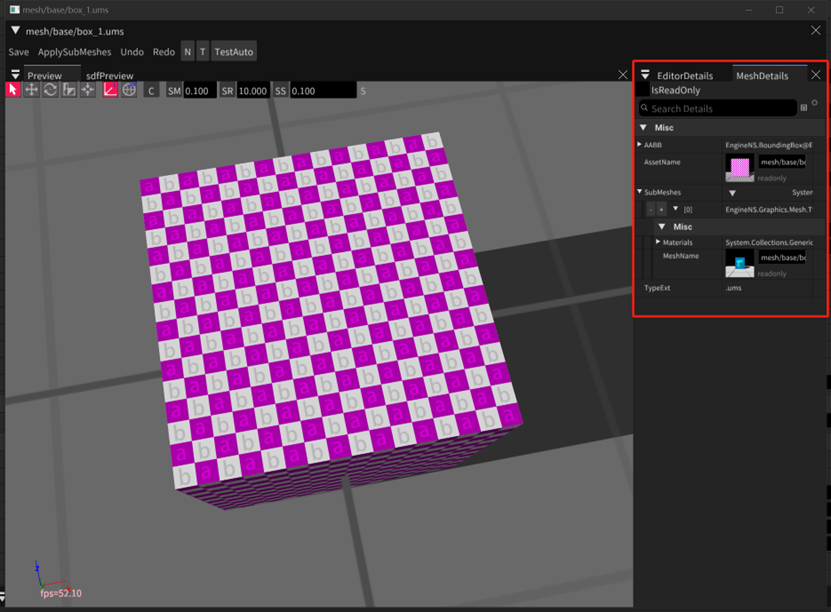 mesh/base/box_1.ums
mesh/base/box_1.ums
Save ApplySubMeshes Undo Redo N T TestAuto
Preview sdfPreview
C SM 0.100 SR 10.000 SS 0.100 S
EditorDetails MeshDetails
IsReadOnly
Search Details
Misc
AABB EngineNS.BoundingBox@E
AssetName mesh/base/bo
readonly
SubMeshes System
- + [0] EngineNS.Graphics.Mesh.T
Misc
Materials System.Collections.Generic
MeshName mesh/base/bo
readonly
TypeExt .ums
z
fps=52.10